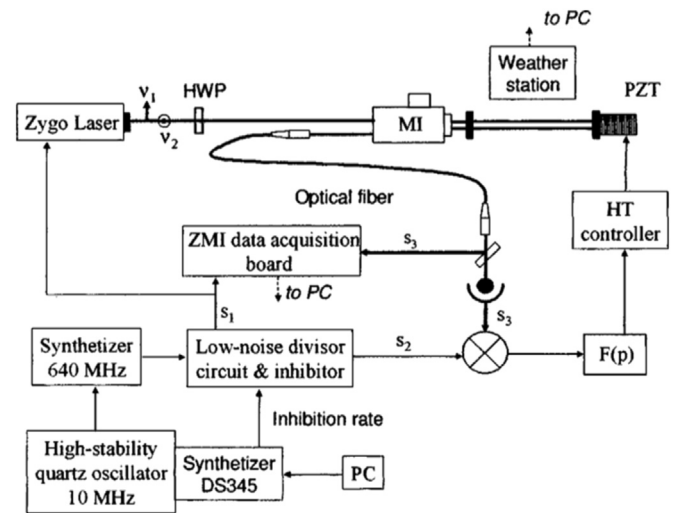 to PC
Weather
station
HWP
PZT
ν1
Zygo Laser
MI
ν2
Optical fiber
HT
controller
ZMI data acquisition
board
s3
to PC
s1
s3
Synthetizer
640 MHz
Low-noise divisor
circuit & inhibitor
s2
F(p)
Inhibition rate
High-stability
quartz oscillator
10 MHz
Synthetizer
DS345
PC